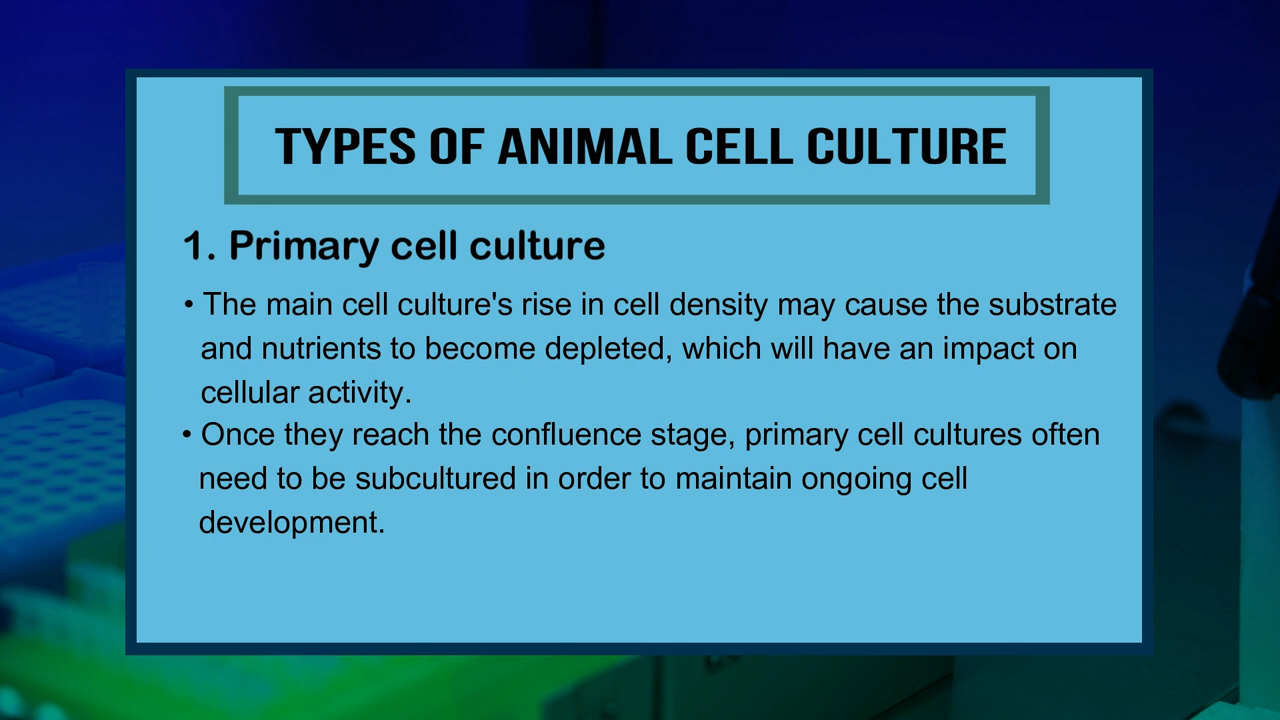 TYPES OF ANIMAL CELL CULTURE
1. Primary cell culture
• The main cell culture's rise in cell density may cause the substrate
and nutrients to become depleted, which will have an impact on
cellular activity.
• Once they reach the confluence stage, primary cell cultures often
need to be subcultured in order to maintain ongoing cell
development.